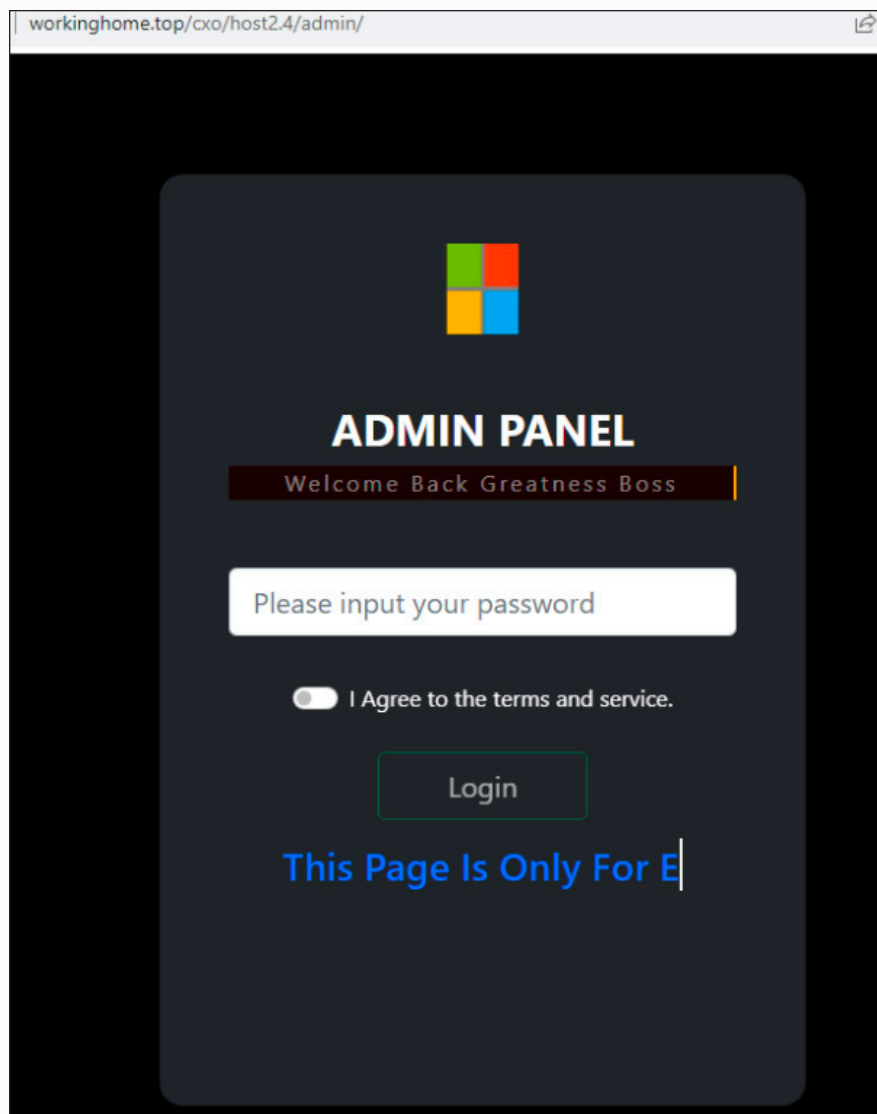 workinghome.top/cxo/host2.4/admin/
ADMIN PANEL
Welcome Back Greatness Boss
Please input your password
I Agree to the terms and service.
Login
This Page Is Only For E